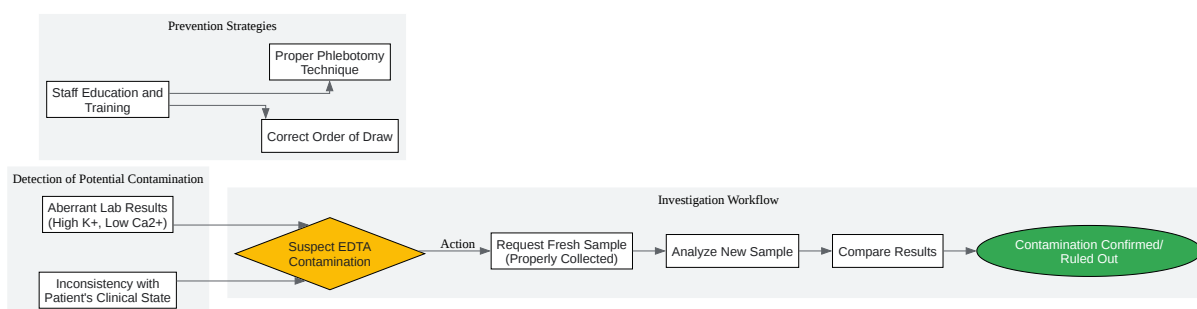 Prevention Strategies
Proper Phlebotomy
Technique
Staff Education and
Training
Correct Order of Draw
Detection of Potential Contamination
Aberrant Lab Results
(High K+, Low Ca2+)
Inconsistency with
Patient's Clinical State
Investigation Workflow
Suspect EDTA
Contamination
Action
Request Fresh Sample
(Properly Collected)
Analyze New Sample
Compare Results
Contamination Confirmed/
Ruled Out